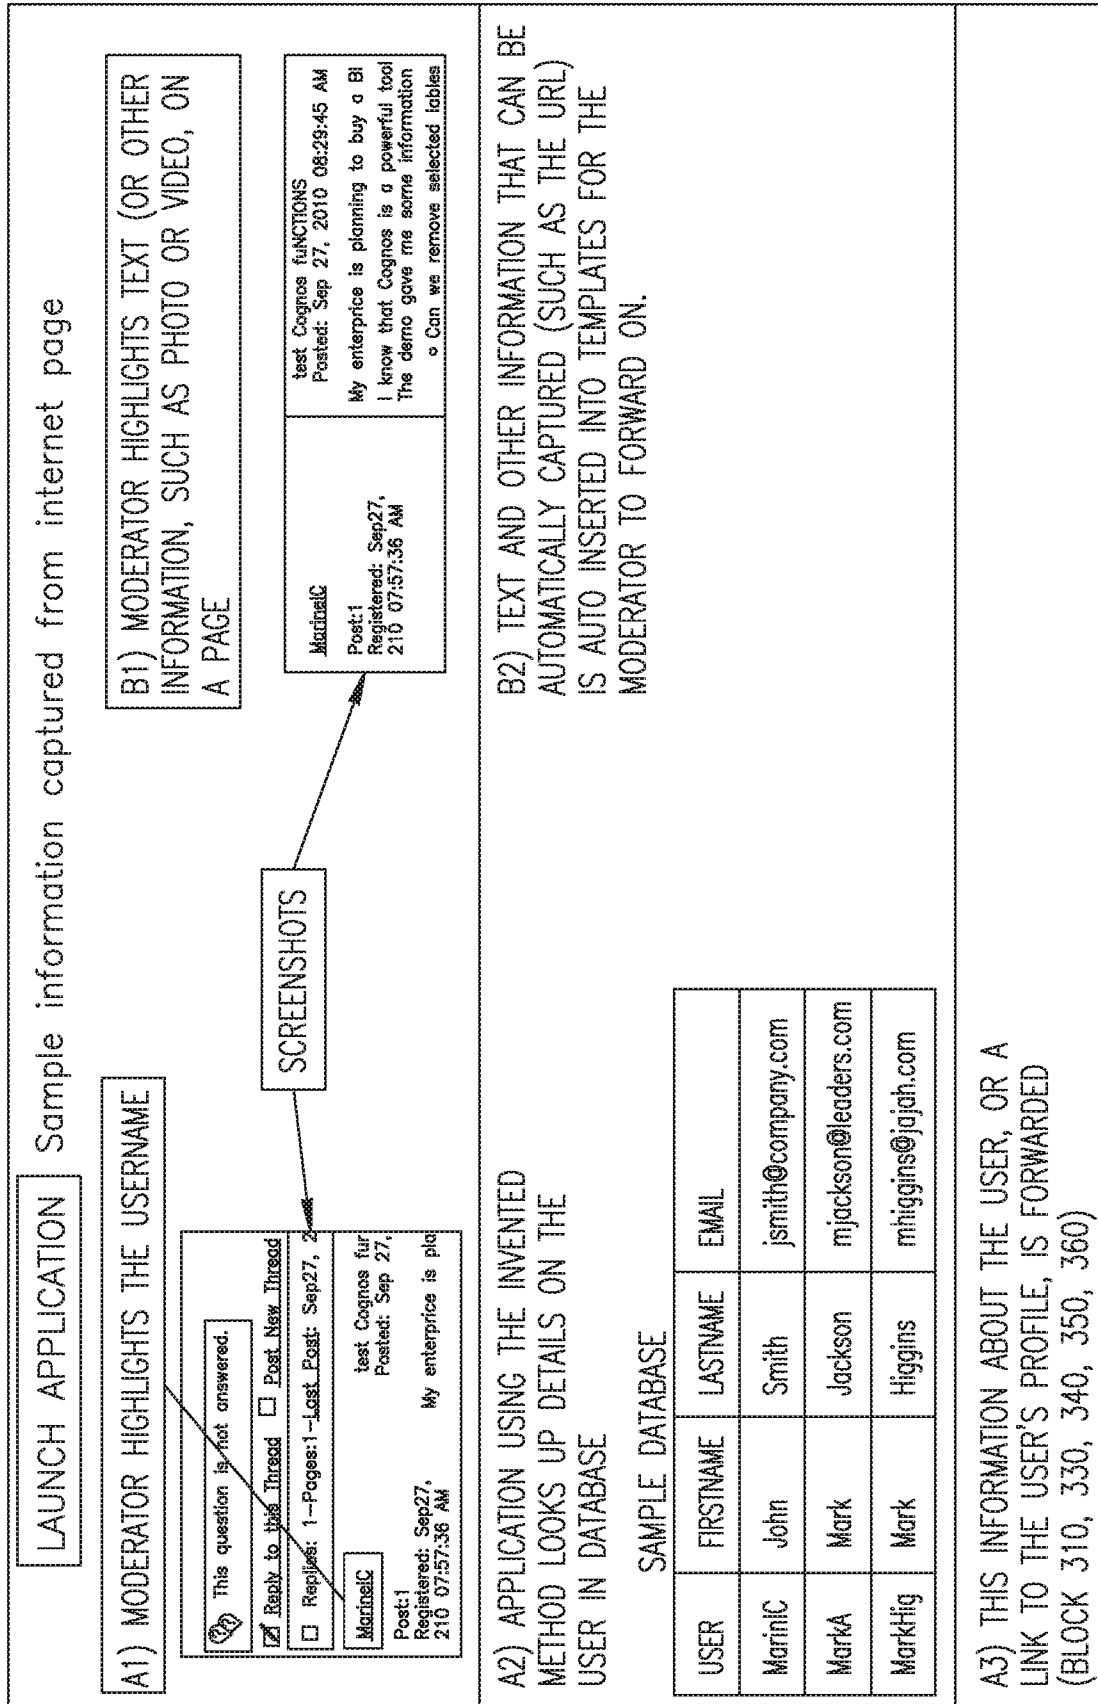 LAUNCH APPLICATION Sample information captured from internet page
A1) MODERATOR HIGHLIGHTS THE USERNAME
This question is not answered.
Reply to this Thread Post New Thread
Replies: 1--Pages:1--Last Post: Sep27, 2
MarinelC
Post:1
Registered: Sep27,
210 07:57:36 AM
test Cognos fur
Posted: Sep 27,
My enterprice is pla
SCREENSHOTS
B1) MODERATOR HIGHLIGHTS TEXT (OR OTHER
INFORMATION, SUCH AS PHOTO OR VIDEO, ON
A PAGE
MarinelC
Post:1
Registered: Sep27,
210 07:57:36 AM
test Cognos fuNCTIONS
Posted: Sep 27, 2010 08:29:45 AM
My enterprice is planning to buy a BI
I know that Cognos is a powerful tool
The demo gave me some information
o Can we remove selected lables
A2) APPLICATION USING THE INVENTED
METHOD LOOKS UP DETAILS ON THE
USER IN DATABASE
SAMPLE DATABASE
USER FIRSTNAME LASTNAME EMAIL
MariniC John Smith jsmith@company.com
MarkA Mark Jackson mjackson@leaders.com
MarkHig Mark Higgins mhiggins@jajah.com
B2) TEXT AND OTHER INFORMATION THAT CAN BE
AUTOMATICALLY CAPTURED (SUCH AS THE URL)
IS AUTO INSERTED INTO TEMPLATES FOR THE
MODERATOR TO FORWARD ON.
A3) THIS INFORMATION ABOUT THE USER, OR A
LINK TO THE USER'S PROFILE, IS FORWARDED
(BLOCK 310, 330, 340, 350, 360)